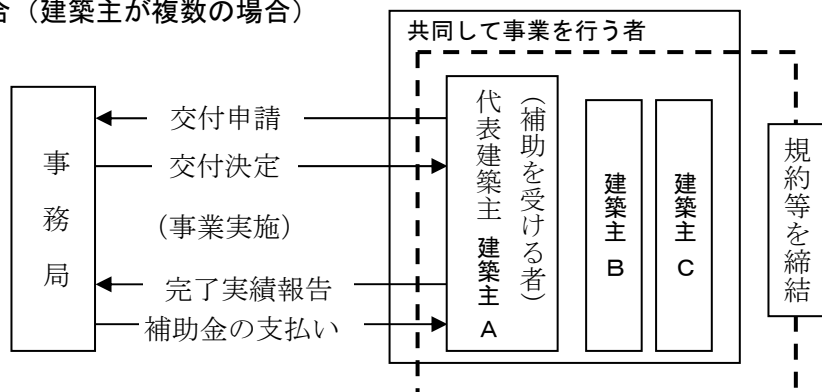 合（建築主が複数の場合）
共同して事業を行う者
事務局
交付申請
交付決定
（事業実施）
完了実績報告
補助金の支払い
（補助を受ける者）
代表建築主 建築主 A
建築主 B
建築主 C
規約等を締結